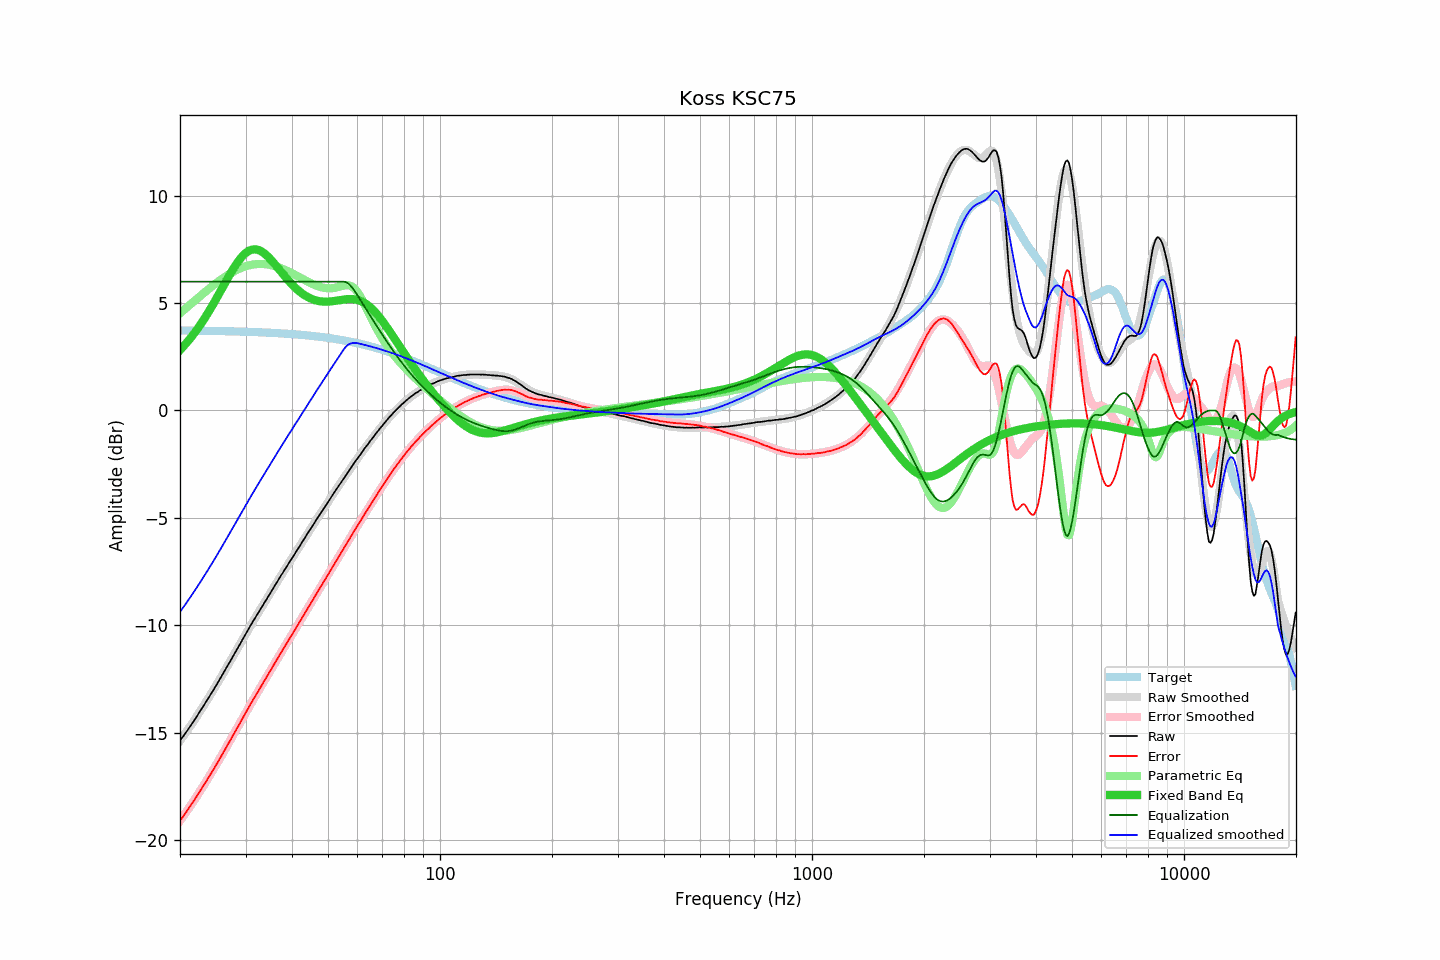 Koss KSC75
Amplitude (dBr)
10
5
0
−5
−10
−15
−20
100
1000
10000
Frequency (Hz)
Target
Raw Smoothed
Error Smoothed
Raw
Error
Parametric Eq
Fixed Band Eq
Equalization
Equalized smoothed